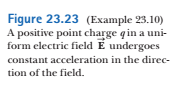 Figure 23.23 (Example 23.10)
A positive point charge q in a uni-
form electric field E⃗ undergoes
constant acceleration in the direc-
tion of the field.